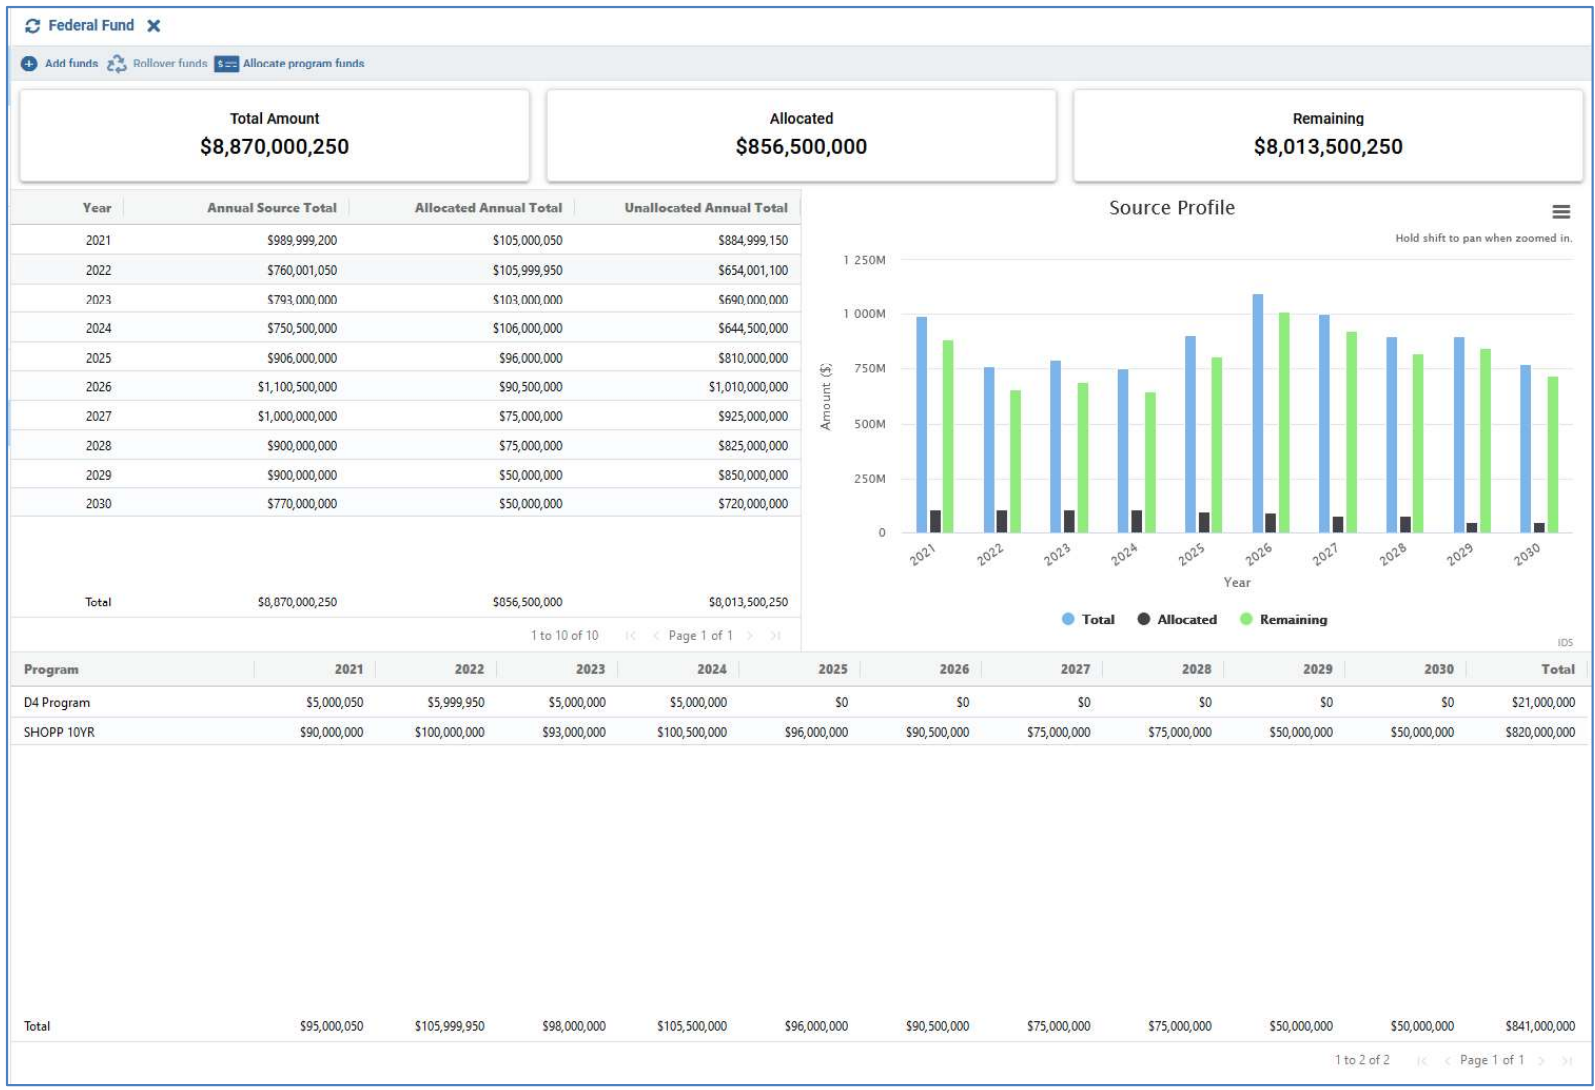 Federal Fund
Add funds Rollover funds Allocate program funds
Total Amount
$8,870,000,250
Allocated
$856,500,000
Remaining
$8,013,500,250
Year Annual Source Total Allocated Annual Total Unallocated Annual Total
2021 $989,999,200 $105,000,050 $884,999,150
2022 $760,001,050 $105,999,950 $654,001,100
2023 $793,000,000 $103,000,000 $690,000,000
2024 $750,500,000 $106,000,000 $644,500,000
2025 $906,000,000 $96,000,000 $810,000,000
2026 $1,100,500,000 $90,500,000 $1,010,000,000
2027 $1,000,000,000 $75,000,000 $925,000,000
2028 $900,000,000 $75,000,000 $825,000,000
2029 $900,000,000 $50,000,000 $850,000,000
2030 $770,000,000 $50,000,000 $720,000,000
Total $8,870,000,250 $856,500,000 $8,013,500,250
1 to 10 of 10 Page 1 of 1
Source Profile
Hold shift to pan when zoomed in.
1 250M
1 000M
750M
500M
250M
0
Amount ($)
2021 2022 2023 2024 2025 2026 2027 2028 2029 2030
Year
Total Allocated Remaining
IDS
Program 2021 2022 2023 2024 2025 2026 2027 2028 2029 2030 Total
D4 Program $5,000,050 $5,999,950 $5,000,000 $5,000,000 $0 $0 $0 $0 $0 $0 $21,000,000
SHOPP 10YR $90,000,000 $100,000,000 $93,000,000 $100,500,000 $96,000,000 $90,500,000 $75,000,000 $75,000,000 $50,000,000 $50,000,000 $820,000,000
Total $95,000,050 $105,999,950 $98,000,000 $105,500,000 $96,000,000 $90,500,000 $75,000,000 $75,000,000 $50,000,000 $50,000,000 $841,000,000
1 to 2 of 2 Page 1 of 1